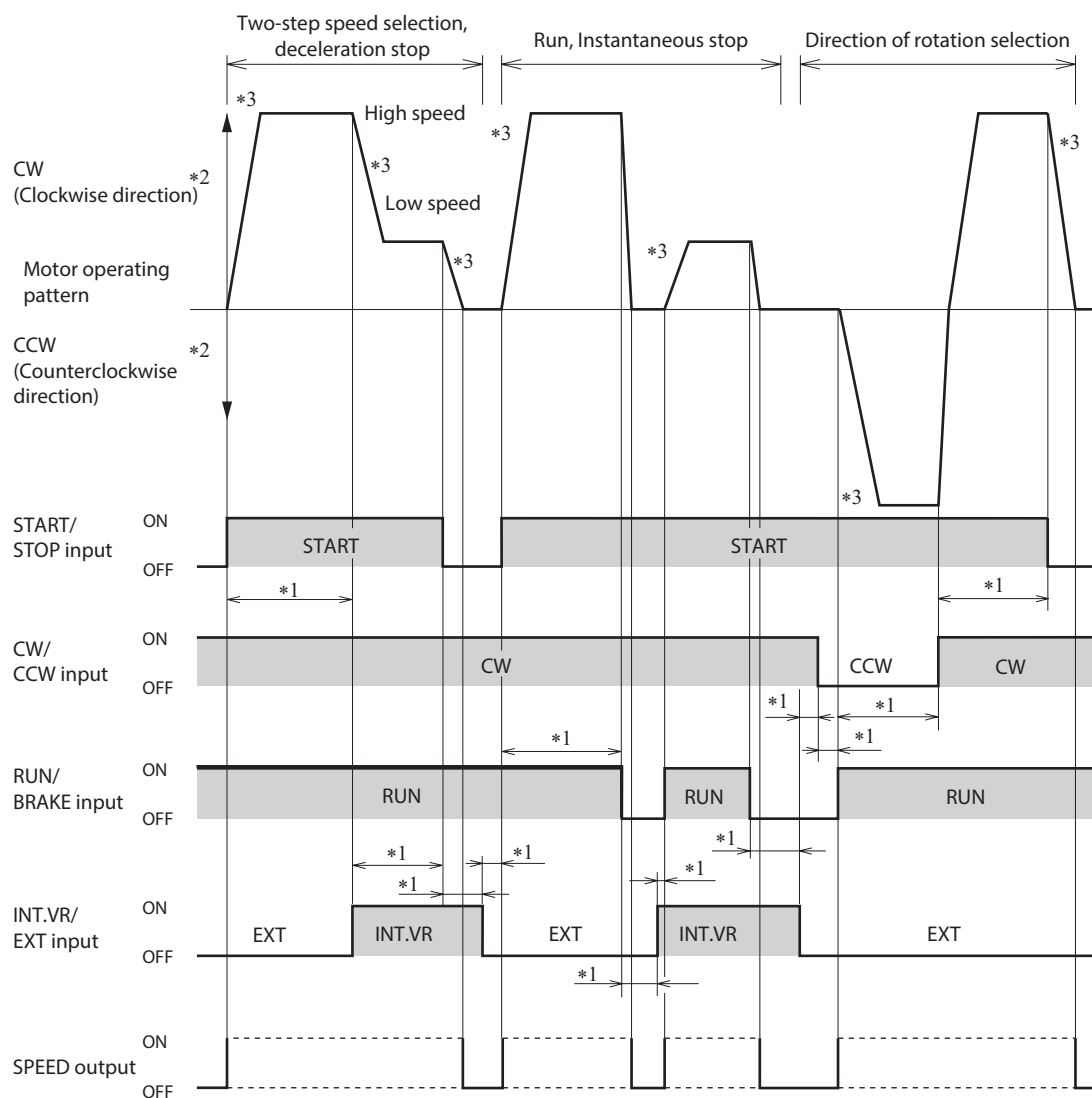 Two-step speed selection,
deceleration stop
Run, Instantaneous stop
Direction of rotation selection
*3
High speed
*3
*3
CW
(Clockwise direction)
*2
*3
Low speed
*3
*3
Motor operating
pattern
CCW
(Counterclockwise
direction)
*2
*3
START/
STOP input
ON
OFF
START
START
*1
*1
CW/
CCW input
ON
OFF
CW
CCW
CW
*1
*1
*1
*1
RUN/
BRAKE input
ON
OFF
RUN
RUN
RUN
*1
*1
*1
*1
*1
INT.VR/
EXT input
ON
OFF
EXT
INT.VR
EXT
INT.VR
EXT
*1
SPEED output
ON
OFF